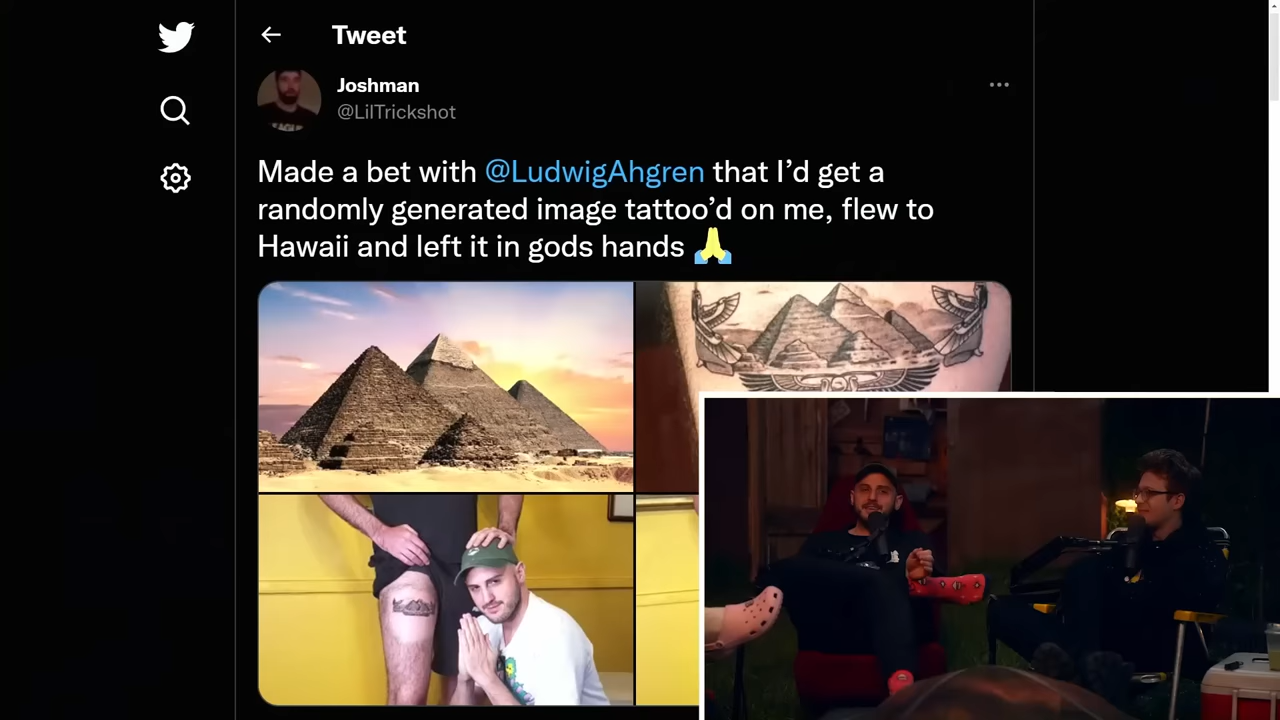 Tweet
Joshman
@LilTrickshot
Made a bet with @LudwigAhgren that I’d get a
randomly generated image tattoo’d on me, flew to
Hawaii and left it in gods hands 🙏